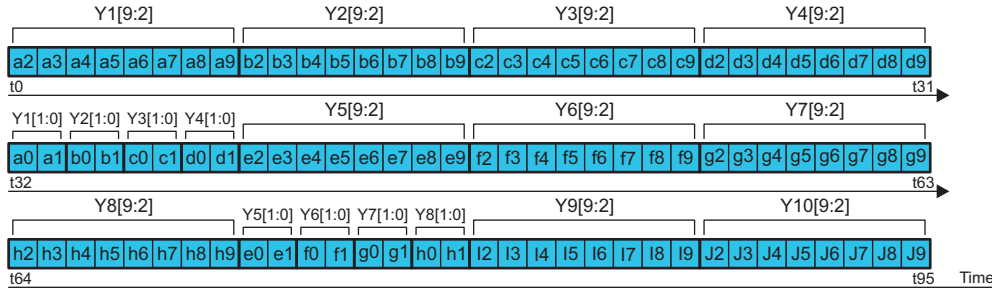 Y1[9:2] Y2[9:2] Y3[9:2] Y4[9:2]
a2 a3 a4 a5 a6 a7 a8 a9 b2 b3 b4 b5 b6 b7 b8 b9 c2 c3 c4 c5 c6 c7 c8 c9 d2 d3 d4 d5 d6 d7 d8 d9
t0 t31
Y1[1:0] Y2[1:0] Y3[1:0] Y4[1:0] Y5[9:2] Y6[9:2] Y7[9:2]
a0 a1 b0 b1 c0 c1 d0 d1 e2 e3 e4 e5 e6 e7 e8 e9 f2 f3 f4 f5 f6 f7 f8 f9 g2 g3 g4 g5 g6 g7 g8 g9
t32 t63
Y8[9:2] Y5[1:0] Y6[1:0] Y7[1:0] Y8[1:0] Y9[9:2] Y10[9:2]
h2 h3 h4 h5 h6 h7 h8 h9 e0 e1 f0 f1 g0 g1 h0 h1 I2 I3 I4 I5 I6 I7 I8 I9 J2 J3 J4 J5 J6 J7 J8 J9
t64 t95 Time